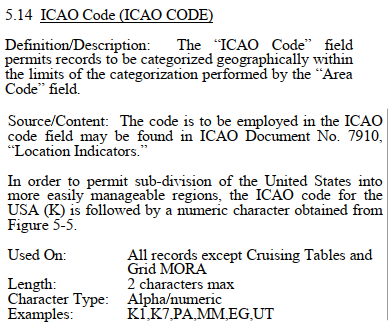 5.14 ICAO Code (ICAO CODE)
Definition/Description: The “ICAO Code” field
permits records to be categorized geographically within
the limits of the categorization performed by the “Area
Code” field.
Source/Content: The code is to be employed in the ICAO
code field may be found in ICAO Document No. 7910,
“Location Indicators.”
In order to permit sub-division of the United States into
more easily manageable regions, the ICAO code for the
USA (K) is followed by a numeric character obtained from
Figure 5-5.
Used On: All records except Cruising Tables and
Grid MORA
Length: 2 characters max
Character Type: Alpha/numeric
Examples: K1,K7,PA,MM,EG,UT